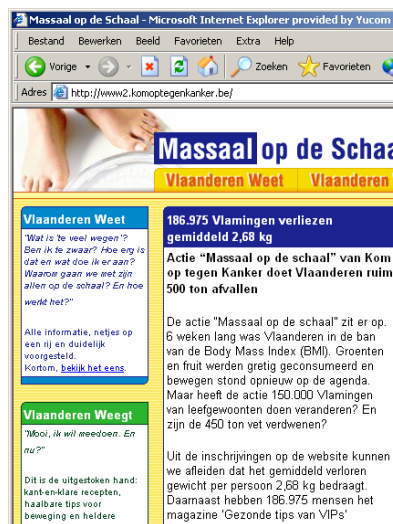 Massaal op de Schaal - Microsoft Internet Explorer provided by Yucom
Bestand Bewerken Beeld Favorieten Extra Help
Vorige Zoeken Favorieten
Adres http://www2.komoptegenkanker.be/
Massaal op de Schaa
Vlaanderen Weet Vlaanderen
Vlaanderen Weet
"Wat is 'te veel wegen'?
Ben ik te zwaar? Hoe erg is
dat en wat doe ik er aan?
Waarom gaan we met zijn
allen op de schaal? En hoe
werkt het?"
Alle informatie, netjes op
een rij en duidelijk
voorgesteld.
Kortom, bekijk het eens.
Vlaanderen Weegt
"Mooi, ik wil meedoen. En
nu?"
Dit is de uitgestoken hand:
kant-en-klare recepten,
haalbare tips voor
beweging en heldere
186.975 Vlamingen verliezen
gemiddeld 2,68 kg
Actie “Massaal op de schaal” van Kom
op tegen Kanker doet Vlaanderen ruim
500 ton afvallen
De actie "Massaal op de schaal" zit er op.
6 weken lang was Vlaanderen in de ban
van de Body Mass Index (BMI). Groenten
en fruit werden gretig geconsumeerd en
bewegen stond opnieuw op de agenda.
Maar heeft de actie 150.000 Vlamingen
van leefgewoonten doen veranderen? En
zijn de 450 ton vet verdwenen?
Uit de inschrijvingen op de website kunnen
we afleiden dat het gemiddeld verloren
gewicht per persoon 2,68 kg bedraagt.
Daarnaast hebben 186.975 mensen het
magazine 'Gezonde tips van VIPs'